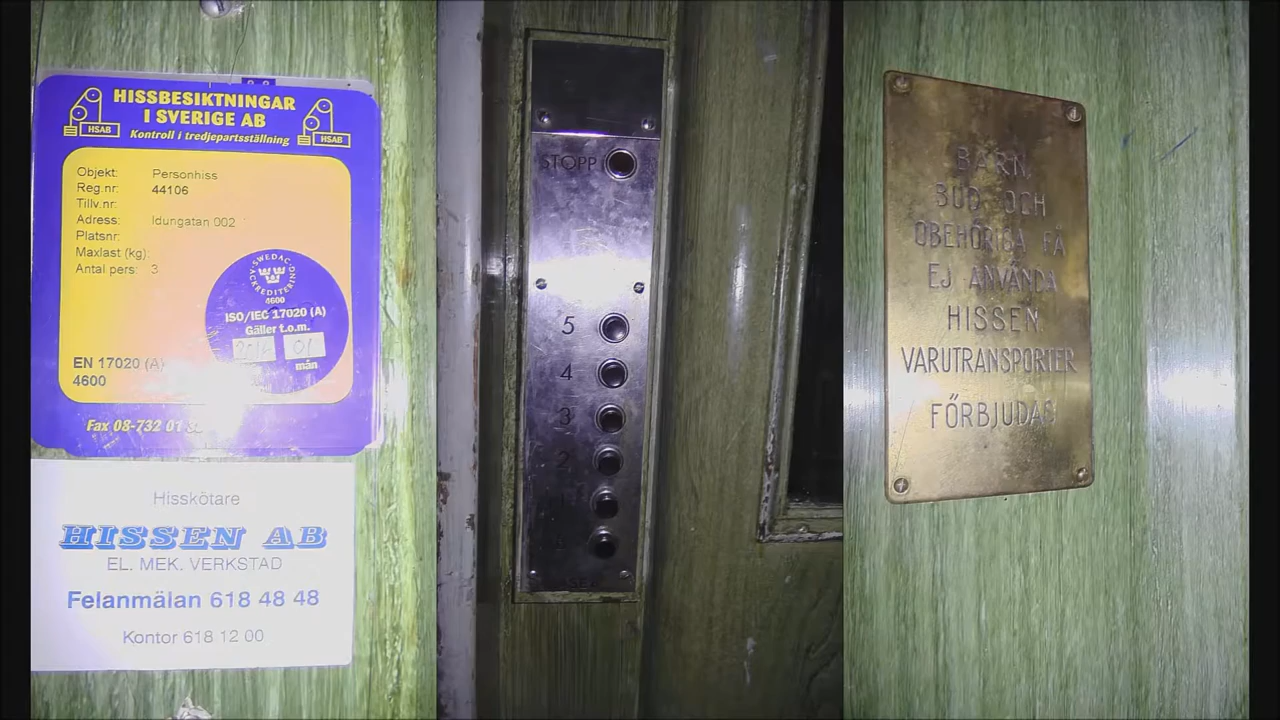 HISSBESIKTNINGAR
I SVERIGE AB
Kontroll i tredjepartsställning
HSAB
HSAB
Objekt: Personhiss
Reg.nr: 44106
Tillv.nr:
Adress: Idungatan 002
Platsnr:
Maxlast (kg):
Antal pers: 3
SWEDAC
ACKREDITERING
4600
ISO/IEC 17020 (A)
Gäller t.o.m.
2016 01
mån
EN 17020 (A)
4600
Fax 08-732 01
Hisskötare
HISSEN AB
EL. MEK. VERKSTAD
Felanmälan 618 48 48
Kontor 618 12 00
STOPP
5
4
3
2
BARN,
BUD OCH
OBEHÖRIGA FÅ
EJ ANVÄNDA
HISSEN.
VARUTRANSPORTER
FÖRBJUDAS